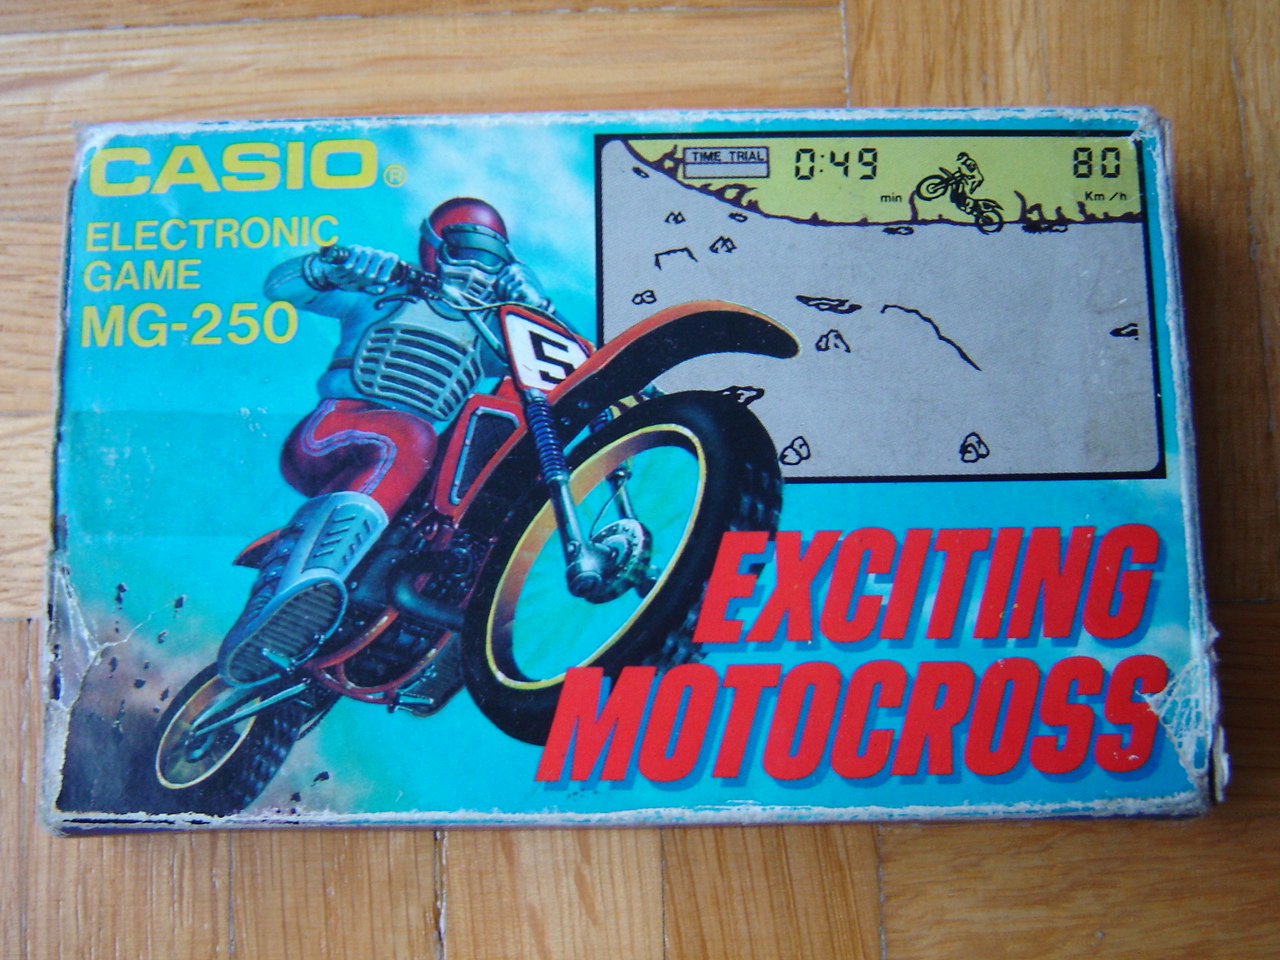 CASIO®
ELECTRONIC
GAME
MG-250
TIME TRIAL 0:49 min 80 Km/h
5
EXCITING
MOTOCROSS